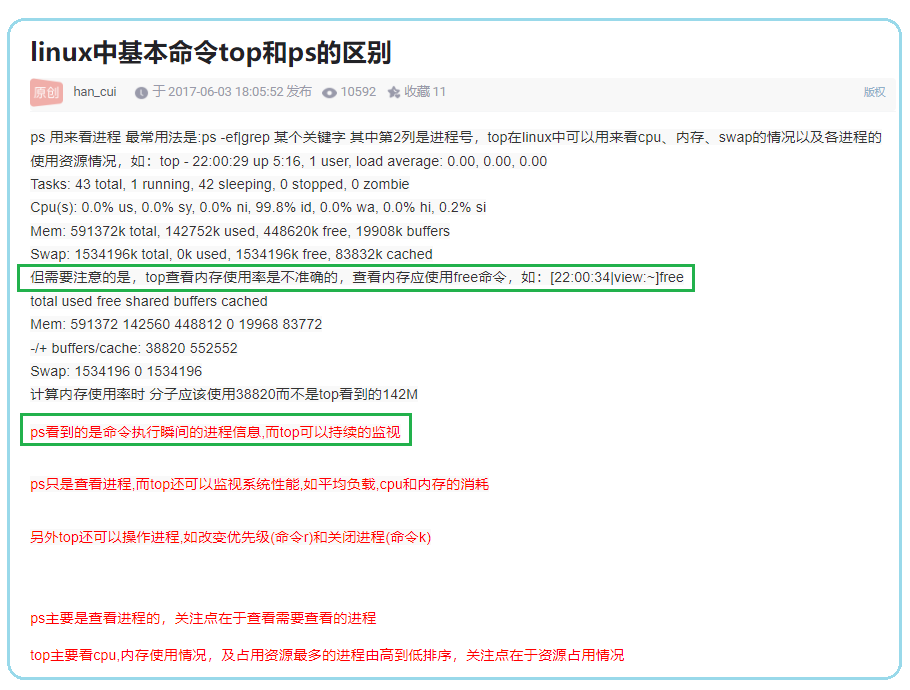 linux中基本命令top和ps的区别
原创 han_cui 于 2017-06-03 18:05:52 发布 10592 收藏 11 版权
ps 用来看进程 最常用法是:ps -ef|grep 某个关键字 其中第2列是进程号，top在linux中可以用来看cpu、内存、swap的情况以及各进程的
使用资源情况，如：top - 22:00:29 up 5:16, 1 user, load average: 0.00, 0.00, 0.00
Tasks: 43 total, 1 running, 42 sleeping, 0 stopped, 0 zombie
Cpu(s): 0.0% us, 0.0% sy, 0.0% ni, 99.8% id, 0.0% wa, 0.0% hi, 0.2% si
Mem: 591372k total, 142752k used, 448620k free, 19908k buffers
Swap: 1534196k total, 0k used, 1534196k free, 83832k cached
但需要注意的是，top查看内存使用率是不准确的，查看内存应使用free命令，如：[22:00:34|view:~]free
total used free shared buffers cached
Mem: 591372 142560 448812 0 19968 83772
-/+ buffers/cache: 38820 552552
Swap: 1534196 0 1534196
计算内存使用率时 分子应该使用38820而不是top看到的142M
ps看到的是命令执行瞬间的进程信息,而top可以持续的监视
ps只是查看进程,而top还可以监视系统性能,如平均负载,cpu和内存的消耗
另外top还可以操作进程,如改变优先级(命令r)和关闭进程(命令k)
ps主要是查看进程的，关注点在于查看需要查看的进程
top主要看cpu,内存使用情况，及占用资源最多的进程由高到低排序，关注点在于资源占用情况